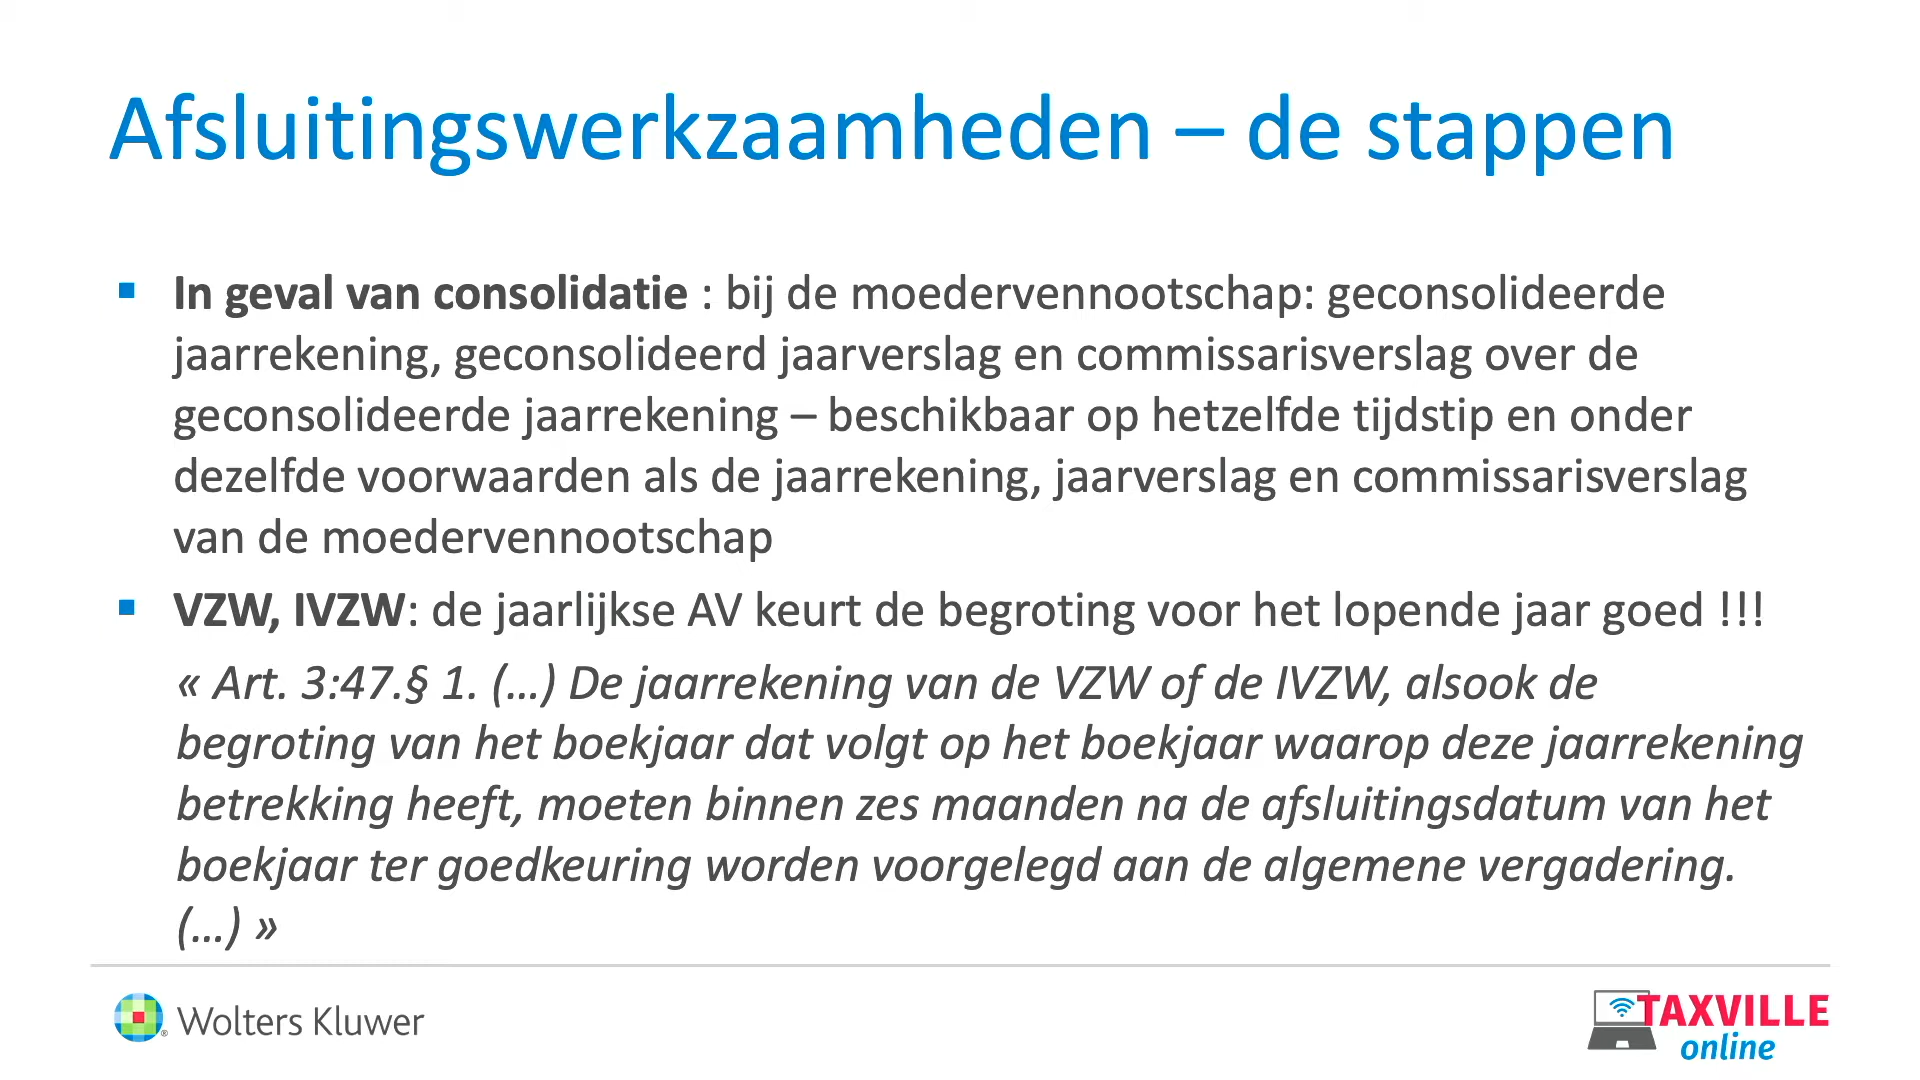 Afsluitingswerkzaamheden – de stappen
▪ In geval van consolidatie : bij de moedervennootschap: geconsolideerde
jaarrekening, geconsolideerd jaarverslag en commissarisverslag over de
geconsolideerde jaarrekening – beschikbaar op hetzelfde tijdstip en onder
dezelfde voorwaarden als de jaarrekening, jaarverslag en commissarisverslag
van de moedervennootschap
▪ VZW, IVZW: de jaarlijkse AV keurt de begroting voor het lopende jaar goed !!!
« Art. 3:47.§ 1. (…) De jaarrekening van de VZW of de IVZW, alsook de
begroting van het boekjaar dat volgt op het boekjaar waarop deze jaarrekening
betrekking heeft, moeten binnen zes maanden na de afsluitingsdatum van het
boekjaar ter goedkeuring worden voorgelegd aan de algemene vergadering.
(…) »
® Wolters Kluwer
TAXVILLE
online